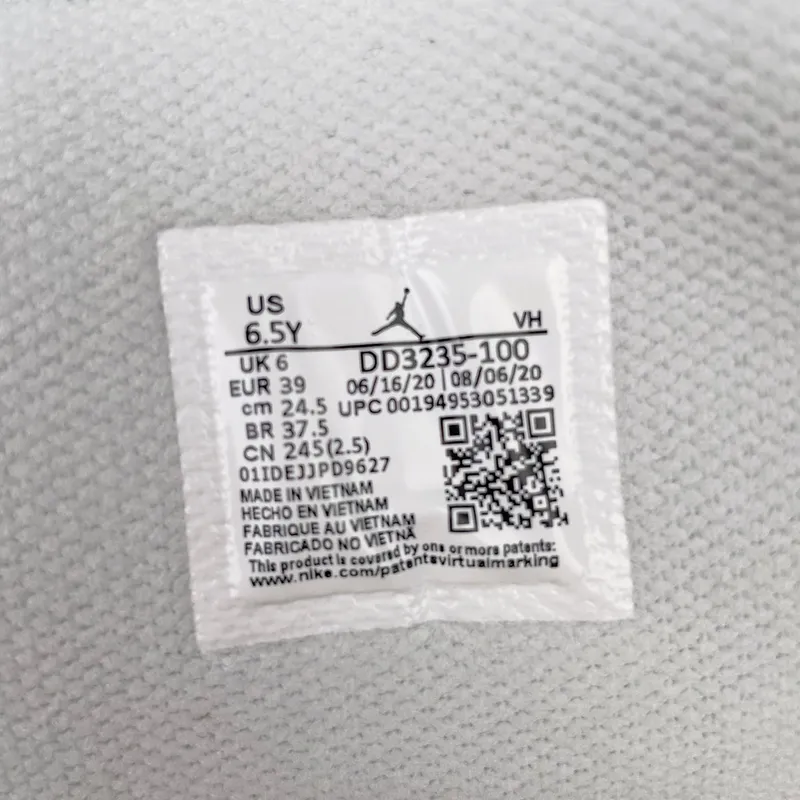 US
6.5Y
VH
UK 6
DD3235-100
EUR 39
06/16/20 | 08/06/20
cm 24.5
UPC 00194953051339
BR 37.5
CN 245(2.5)
01IDEJJPD9627
MADE IN VIETNAM
HECHO EN VIETNAM
FABRIQUE AU VIETNAM
FABRICADO NO VIETNÃ
This product is covered by one or more patents:
www.nike.com/patentsvirtualmarking